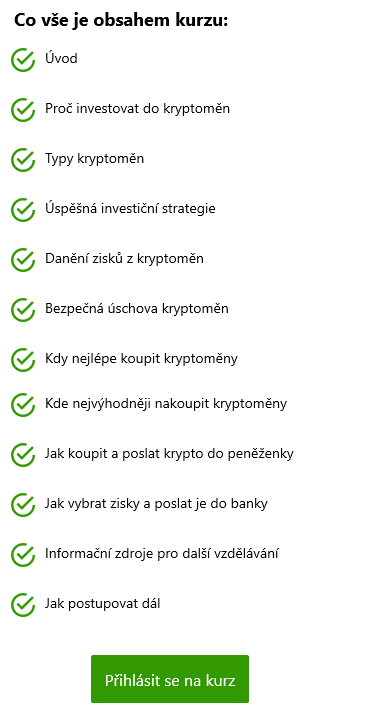 Co vše je obsahem kurzu:
Úvod
Proč investovat do kryptoměn
Typy kryptoměn
Úspěšná investiční strategie
Danění zisků z kryptoměn
Bezpečná úschova kryptoměn
Kdy nejlépe koupit kryptoměny
Kde nejvýhodněji nakoupit kryptoměny
Jak koupit a poslat krypto do peněženky
Jak vybrat zisky a poslat je do banky
Informační zdroje pro další vzdělávání
Jak postupovat dál
Přihlásit se na kurz